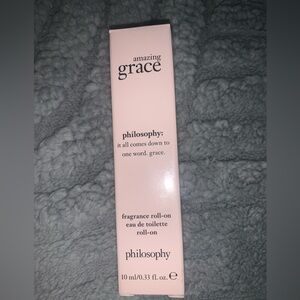 amazing
grace
philosophy:
it all comes down to
one word. grace.
fragrance roll-on
eau de toilette
roll-on
philosophy
10 ml/0.33 fl. oz. ℮